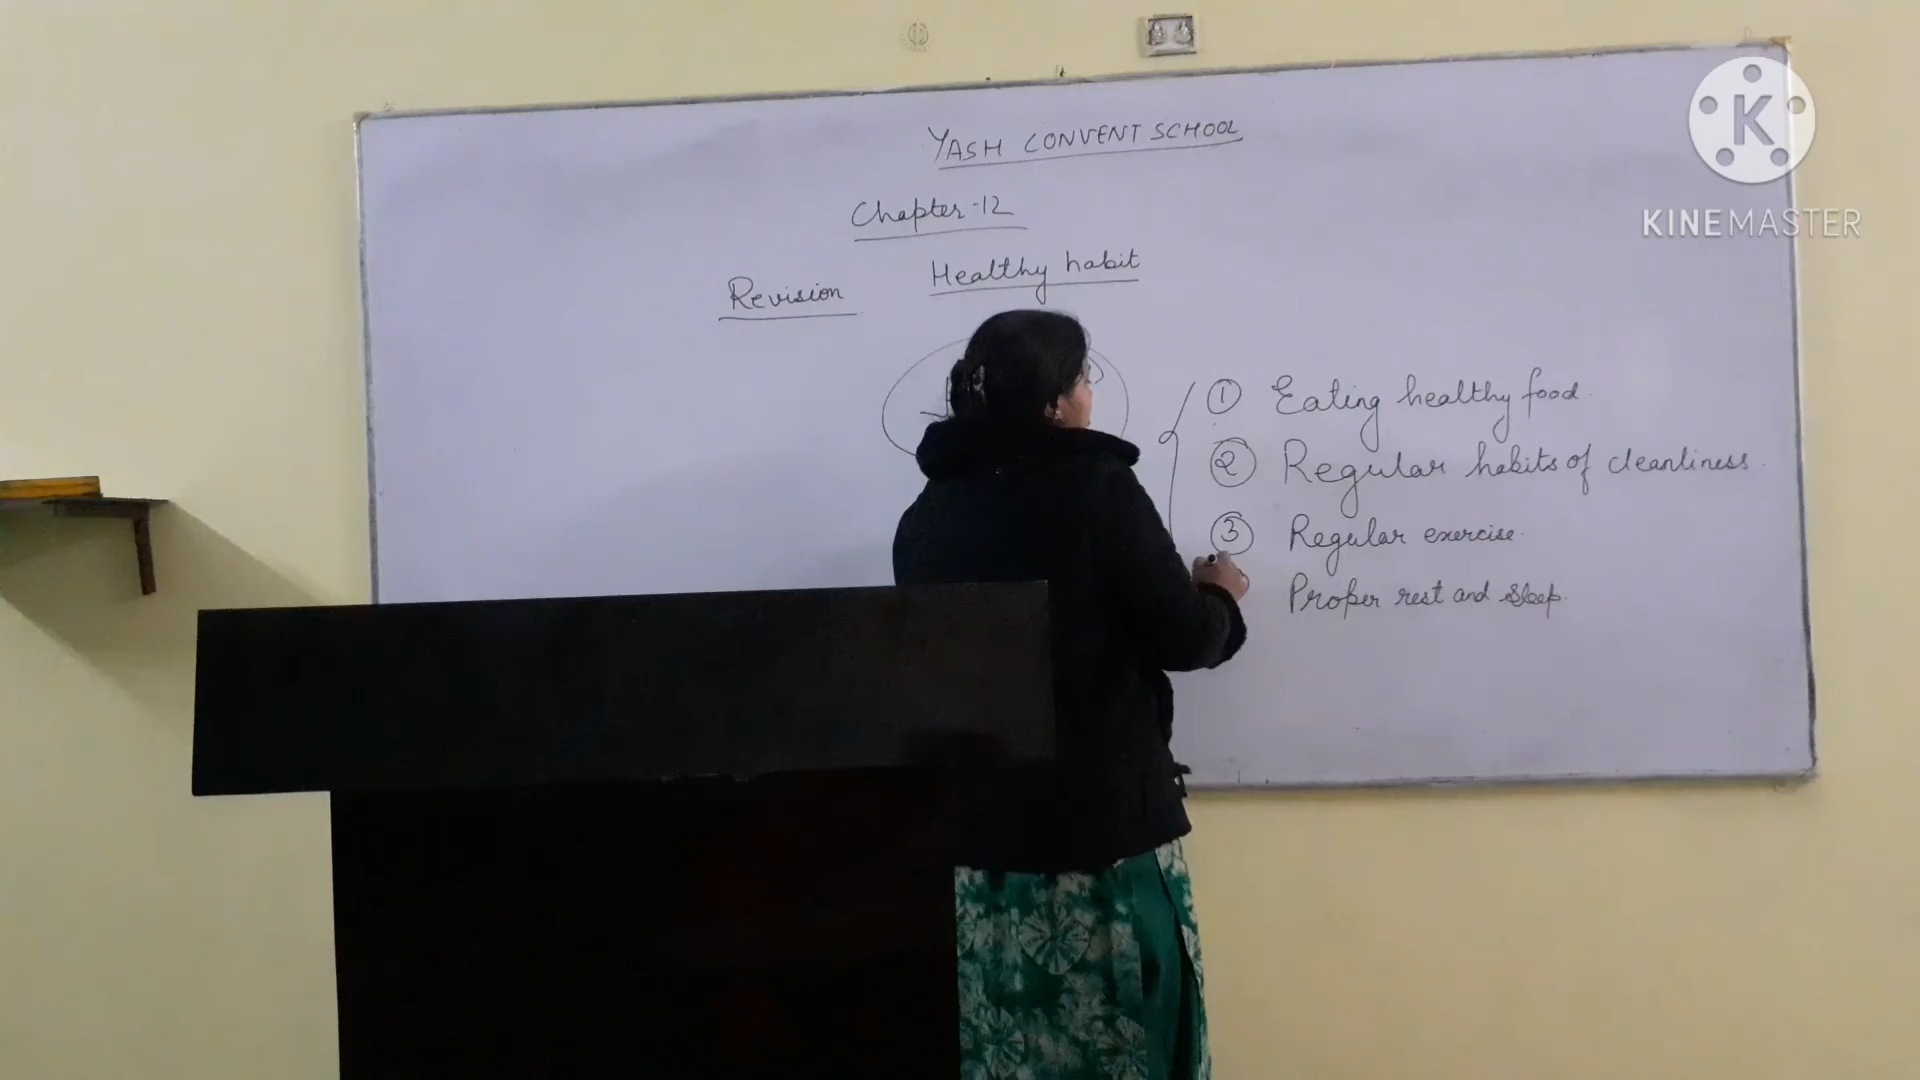 YASH CONVENT SCHOOL
Chapter-12
Healthy habit
Revision
① Eating healthy food.
② Regular habits of cleanliness.
③ Regular exercise.
Proper rest and sleep.
K
KINEMASTER